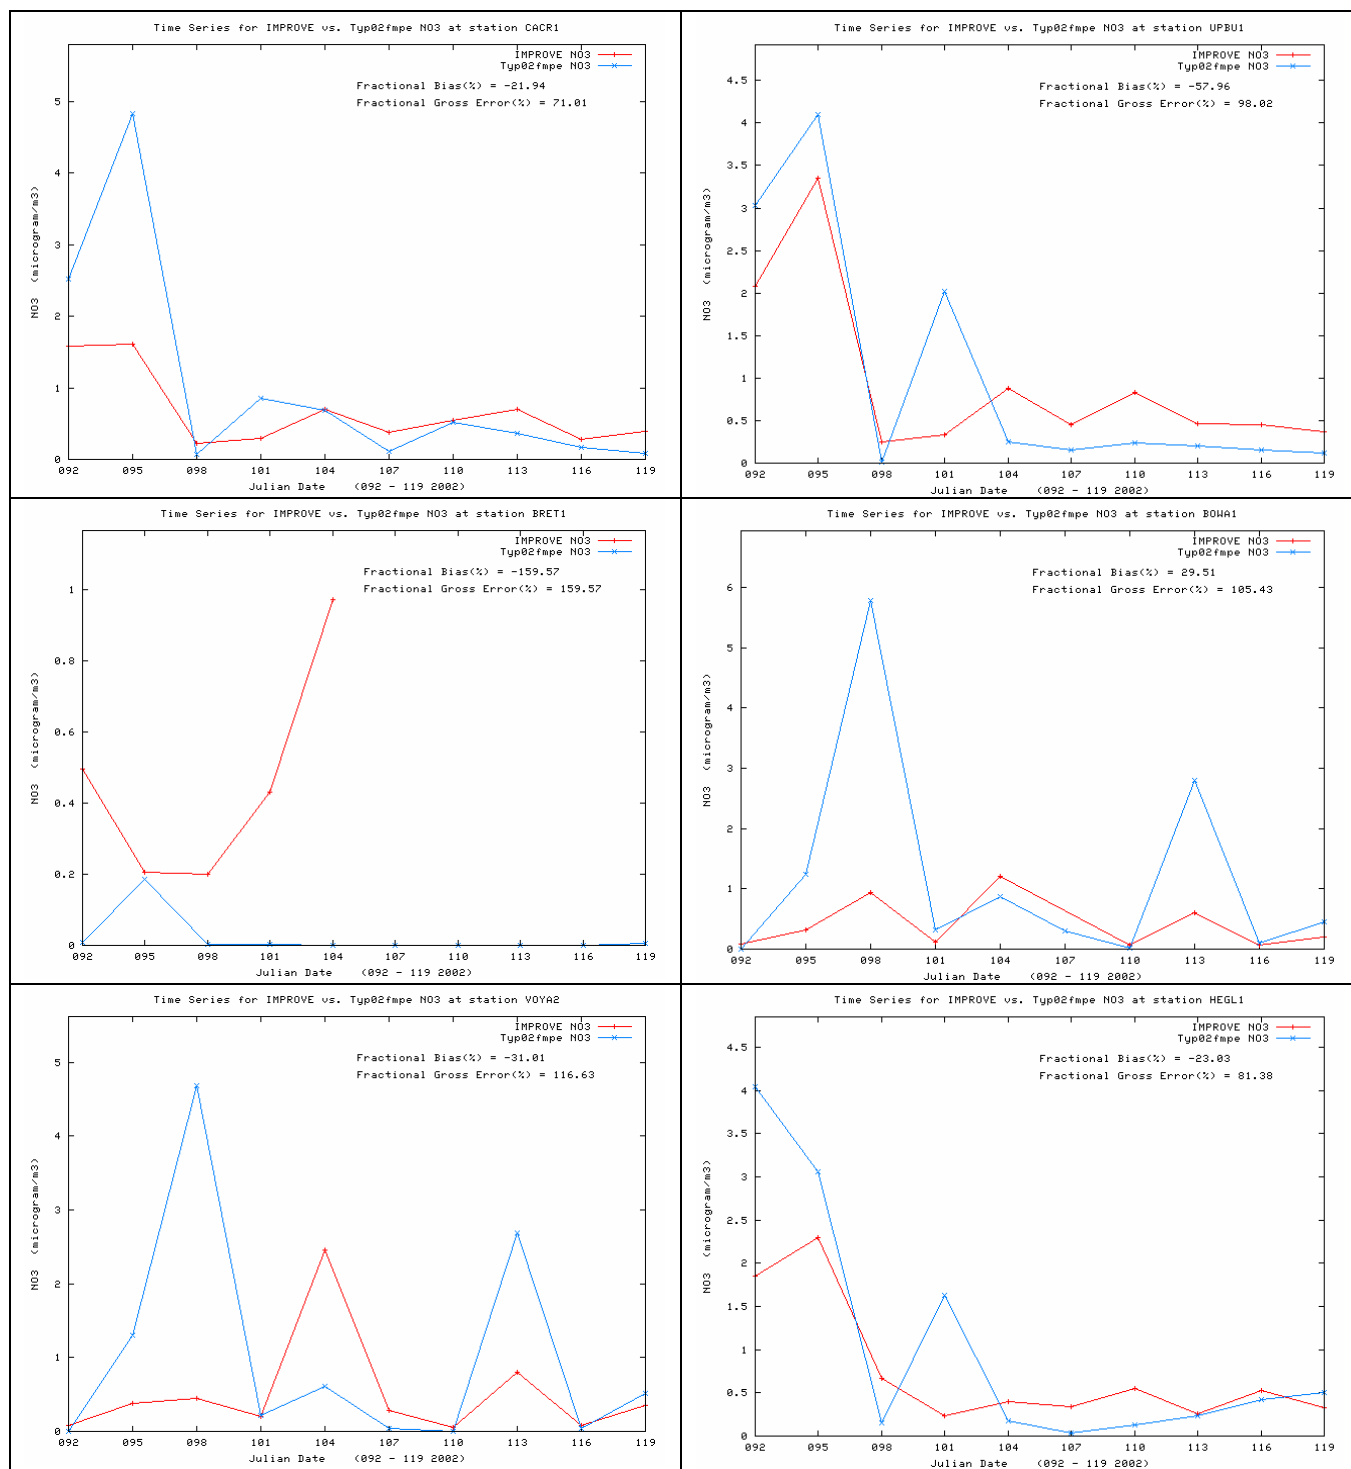 Time Series for IMPROVE vs. Typ02fmpe NO3 at station CACR1
IMPROVE NO3
Typ02fmpe NO3
Fractional Bias(%) = -21.94
Fractional Gross Error(%) = 71.01
NO3 (microgram/m3)
5
4
3
2
1
0
092 095 098 101 104 107 110 113 116 119
Julian Date (092 - 119 2002)
Time Series for IMPROVE vs. Typ02fmpe NO3 at station UPBU1
IMPROVE NO3
Typ02fmpe NO3
Fractional Bias(%) = -57.96
Fractional Gross Error(%) = 98.02
NO3 (microgram/m3)
4.5
4
3.5
3
2.5
2
1.5
1
0.5
0
092 095 098 101 104 107 110 113 116 119
Julian Date (092 - 119 2002)
Time Series for IMPROVE vs. Typ02fmpe NO3 at station BRET1
IMPROVE NO3
Typ02fmpe NO3
Fractional Bias(%) = -159.57
Fractional Gross Error(%) = 159.57
NO3 (microgram/m3)
1
0.8
0.6
0.4
0.2
0
092 095 098 101 104 107 110 113 116 119
Julian Date (092 - 119 2002)
Time Series for IMPROVE vs. Typ02fmpe NO3 at station BOWA1
IMPROVE NO3
Typ02fmpe NO3
Fractional Bias(%) = 29.51
Fractional Gross Error(%) = 105.43
NO3 (microgram/m3)
6
5
4
3
2
1
0
092 095 098 101 104 107 110 113 116 119
Julian Date (092 - 119 2002)
Time Series for IMPROVE vs. Typ02fmpe NO3 at station VOYA2
IMPROVE NO3
Typ02fmpe NO3
Fractional Bias(%) = -31.01
Fractional Gross Error(%) = 116.63
NO3 (microgram/m3)
5
4
3
2
1
0
092 095 098 101 104 107 110 113 116 119
Julian Date (092 - 119 2002)
Time Series for IMPROVE vs. Typ02fmpe NO3 at station HEGL1
IMPROVE NO3
Typ02fmpe NO3
Fractional Bias(%) = -23.03
Fractional Gross Error(%) = 81.38
NO3 (microgram/m3)
4.5
4
3.5
3
2.5
2
1.5
1
0.5
0
092 095 098 101 104 107 110 113 116 119
Julian Date (092 - 119 2002)